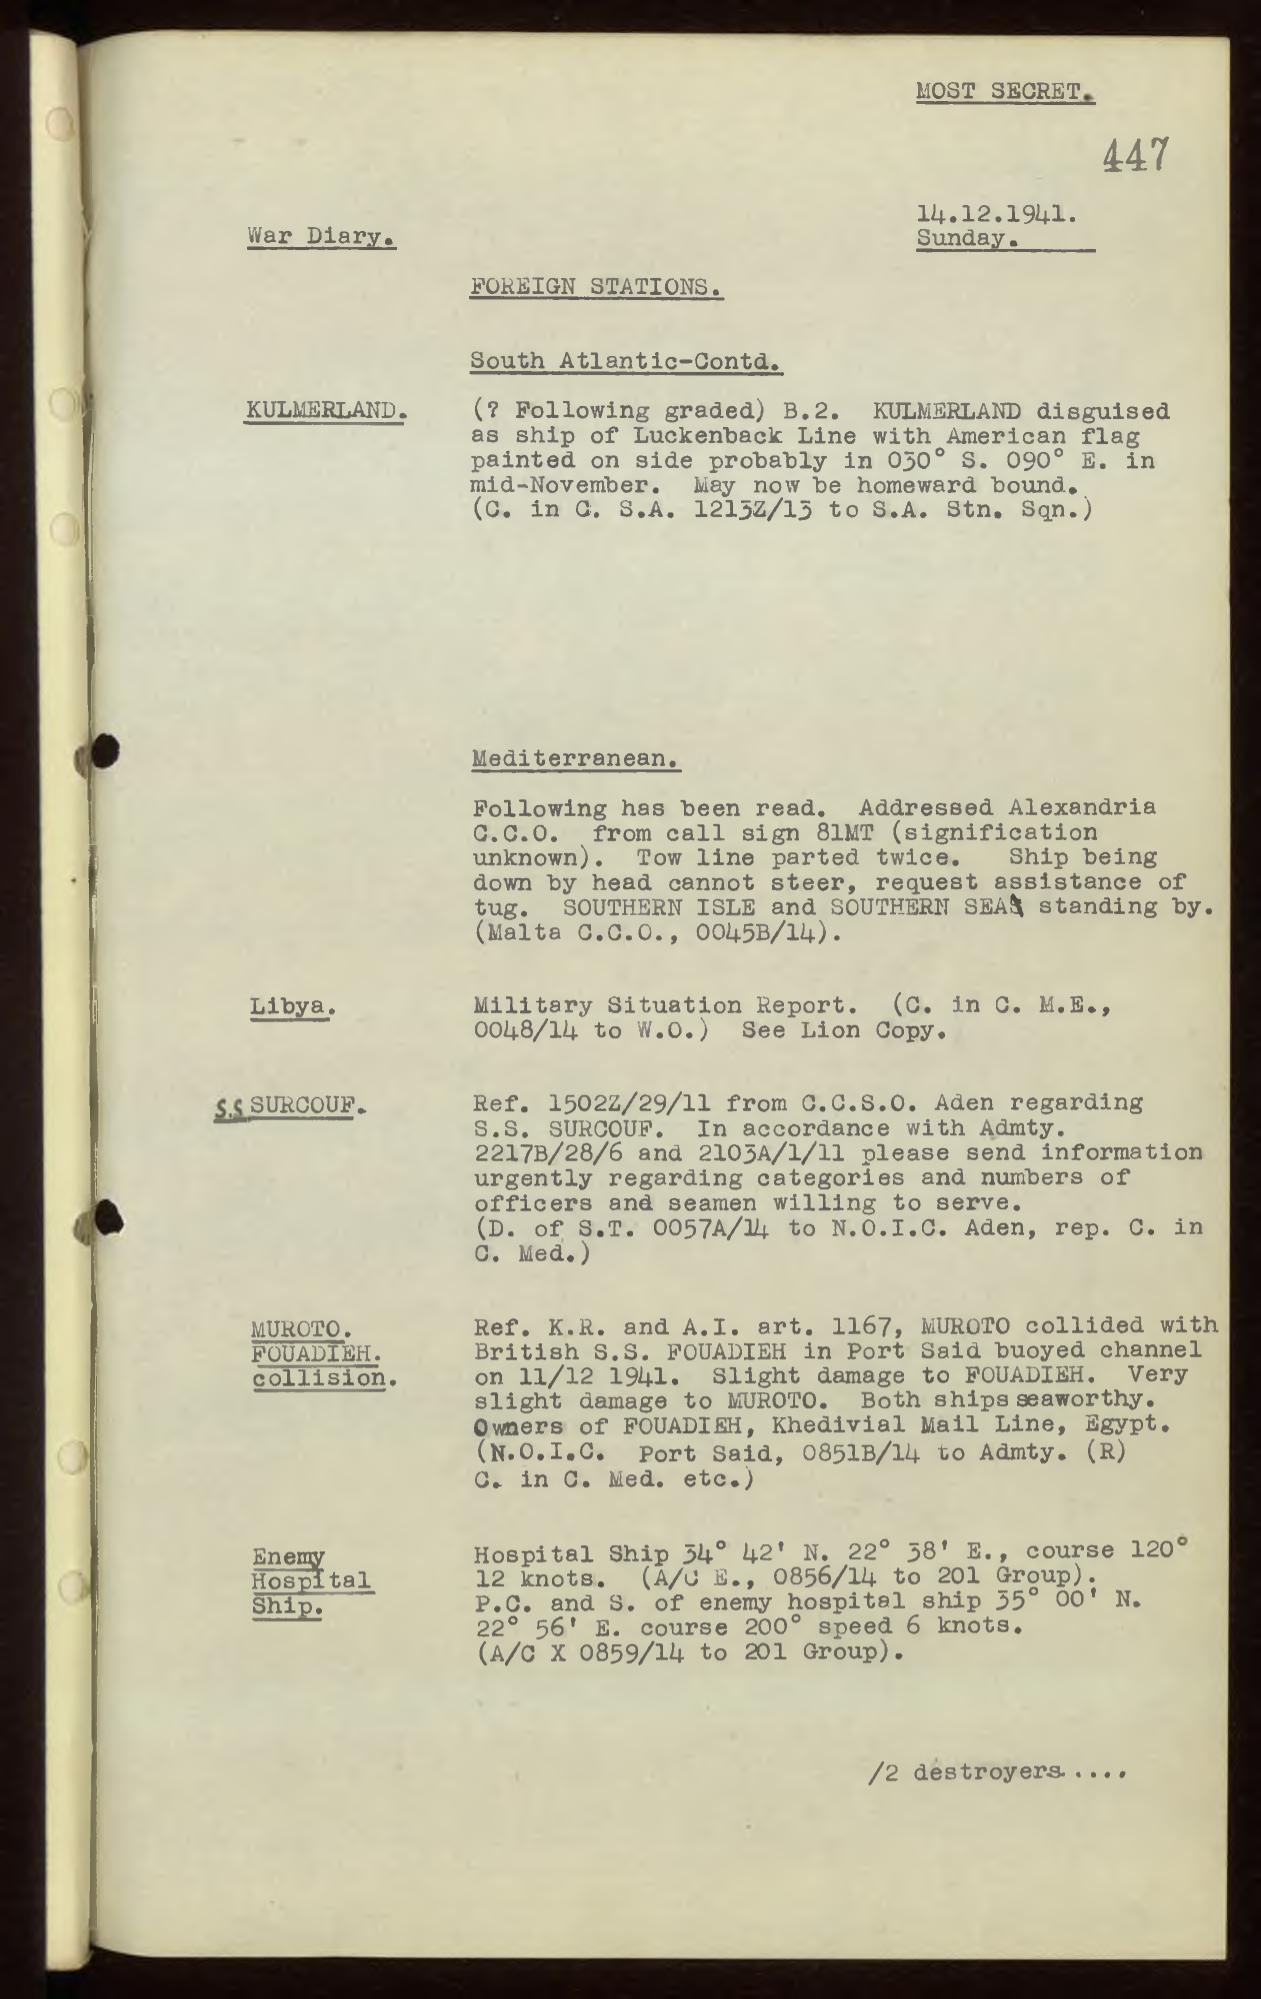 MOST SECRET.
447
14.12.1941.
War Diary.
Sunday.
FOREIGN STATIONS.
South Atlantic-Contd.
KULMERLAND.
(? Following graded) B.2. KULMERLAND disguised
as ship of Luckenback Line with American flag
painted on side probably in 030° S. 090° E. in
mid-November. May now be homeward bound.
(C. in C. S.A. 1213Z/13 to S.A. Stn. Sqn.)
Mediterranean.
Following has been read. Addressed Alexandria
C.C.O. from call sign 81MT (signification
unknown). Tow line parted twice. Ship being
down by head cannot steer, request assistance of
tug. SOUTHERN ISLE and SOUTHERN SEA standing by.
(Malta C.C.O., 0045B/14).
Libya.
Military Situation Report. (C. in C. M.E.,
0048/14 to W.O.) See Lion Copy.
S.S SURCOUF.
Ref. 1502Z/29/11 from C.C.S.O. Aden regarding
S.S. SURCOUF. In accordance with Admty.
2217B/28/6 and 2103A/1/11 please send information
urgently regarding categories and numbers of
officers and seamen willing to serve.
(D. of S.T. 0057A/14 to N.O.I.C. Aden, rep. C. in
C. Med.)
MUROTO.
FOUADIEH.
collision.
Ref. K.R. and A.I. art. 1167, MUROTO collided with
British S.S. FOUADIEH in Port Said buoyed channel
on 11/12 1941. Slight damage to FOUADIEH. Very
slight damage to MUROTO. Both ships seaworthy.
Owners of FOUADIEH, Khedivial Mail Line, Egypt.
(N.O.I.C. Port Said, 0851B/14 to Admty. (R)
C. in C. Med. etc.)
Enemy
Hospital
Ship.
Hospital Ship 34° 42' N. 22° 38' E., course 120°
12 knots. (A/C E., 0856/14 to 201 Group).
P.C. and S. of enemy hospital ship 35° 00' N.
22° 56' E. course 200° speed 6 knots.
(A/C X 0859/14 to 201 Group).
/2 destroyers....